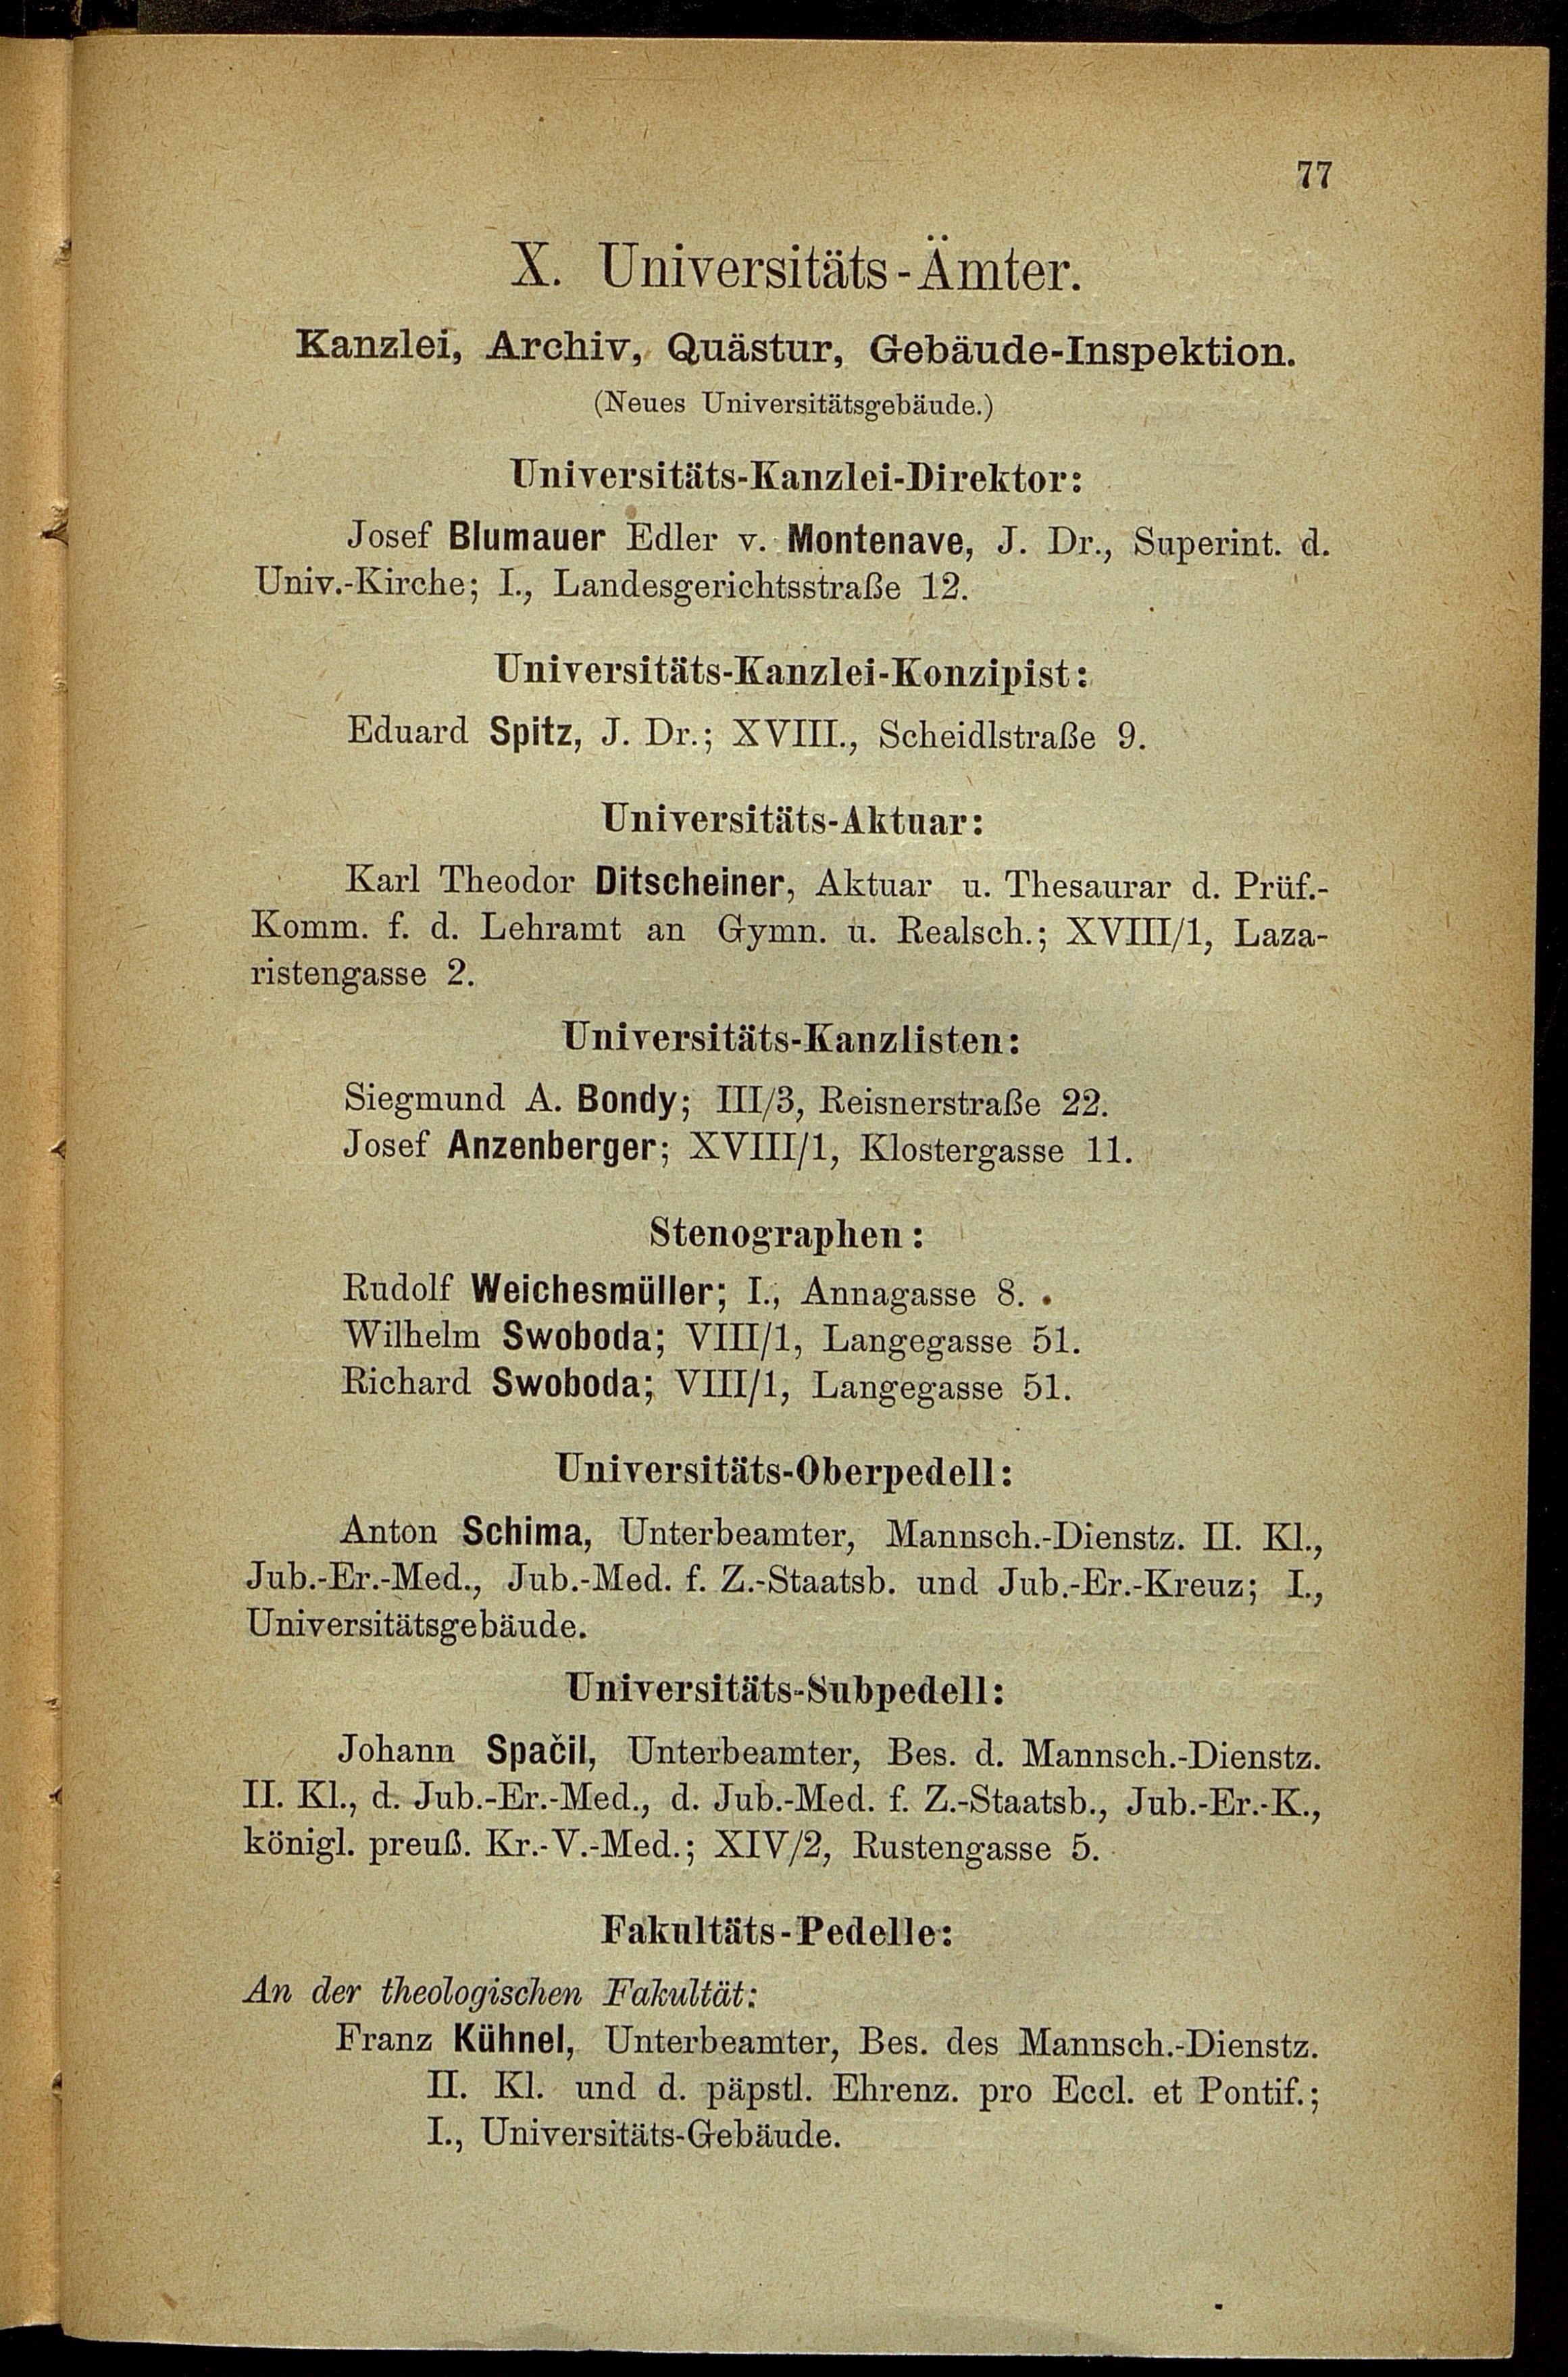 77
X. Universitäts-Ämter.
Kanzlei, Archiv, Quästur, Gebäude-Inspektion.
(Neues Universitätsgebäude.)
Universitäts-Kanzlei-Direktor:
Josef Blumauer Edler v. Montenave, J. Dr., Superint. d.
Univ.-Kirche; I., Landesgerichtsstraße 12.
Universitäts-Kanzlei-Konzipist:
Eduard Spitz, J. Dr.; XVIII., Scheidlstraße 9.
Universitäts-Aktuar:
Karl Theodor Ditscheiner, Aktuar u. Thesaurar d. Prüf.-
Komm. f. d. Lehramt an Gymn. u. Realsch.; XVIII/1, Laza-
ristengasse 2.
Universitäts-Kanzlisten:
Siegmund A. Bondy; III/3, Reisnerstraße 22.
Josef Anzenberger; XVIII/1, Klostergasse 11.
Stenographen:
Rudolf Weichesmüller; I., Annagasse 8.
Wilhelm Swoboda; VIII/1, Langegasse 51.
Richard Swoboda; VIII/1, Langegasse 51.
Universitäts-Oberpedell:
Anton Schima, Unterbeamter, Mannsch.-Dienstz. II. Kl.,
Jub.-Er.-Med., Jub.-Med. f. Z.-Staatsb. und Jub.-Er.-Kreuz; I.,
Universitätsgebäude.
Universitäts-Subpedell:
Johann Spačil, Unterbeamter, Bes. d. Mannsch.-Dienstz.
II. Kl., d. Jub.-Er.-Med., d. Jub.-Med. f. Z.-Staatsb., Jub.-Er.-K.,
königl. preuß. Kr.-V.-Med.; XIV/2, Rustengasse 5.
Fakultäts-Pedelle:
An der theologischen Fakultät:
Franz Kühnel, Unterbeamter, Bes. des Mannsch.-Dienstz.
II. Kl. und d. päpstl. Ehrenz. pro Eccl. et Pontif.;
I., Universitäts-Gebäude.